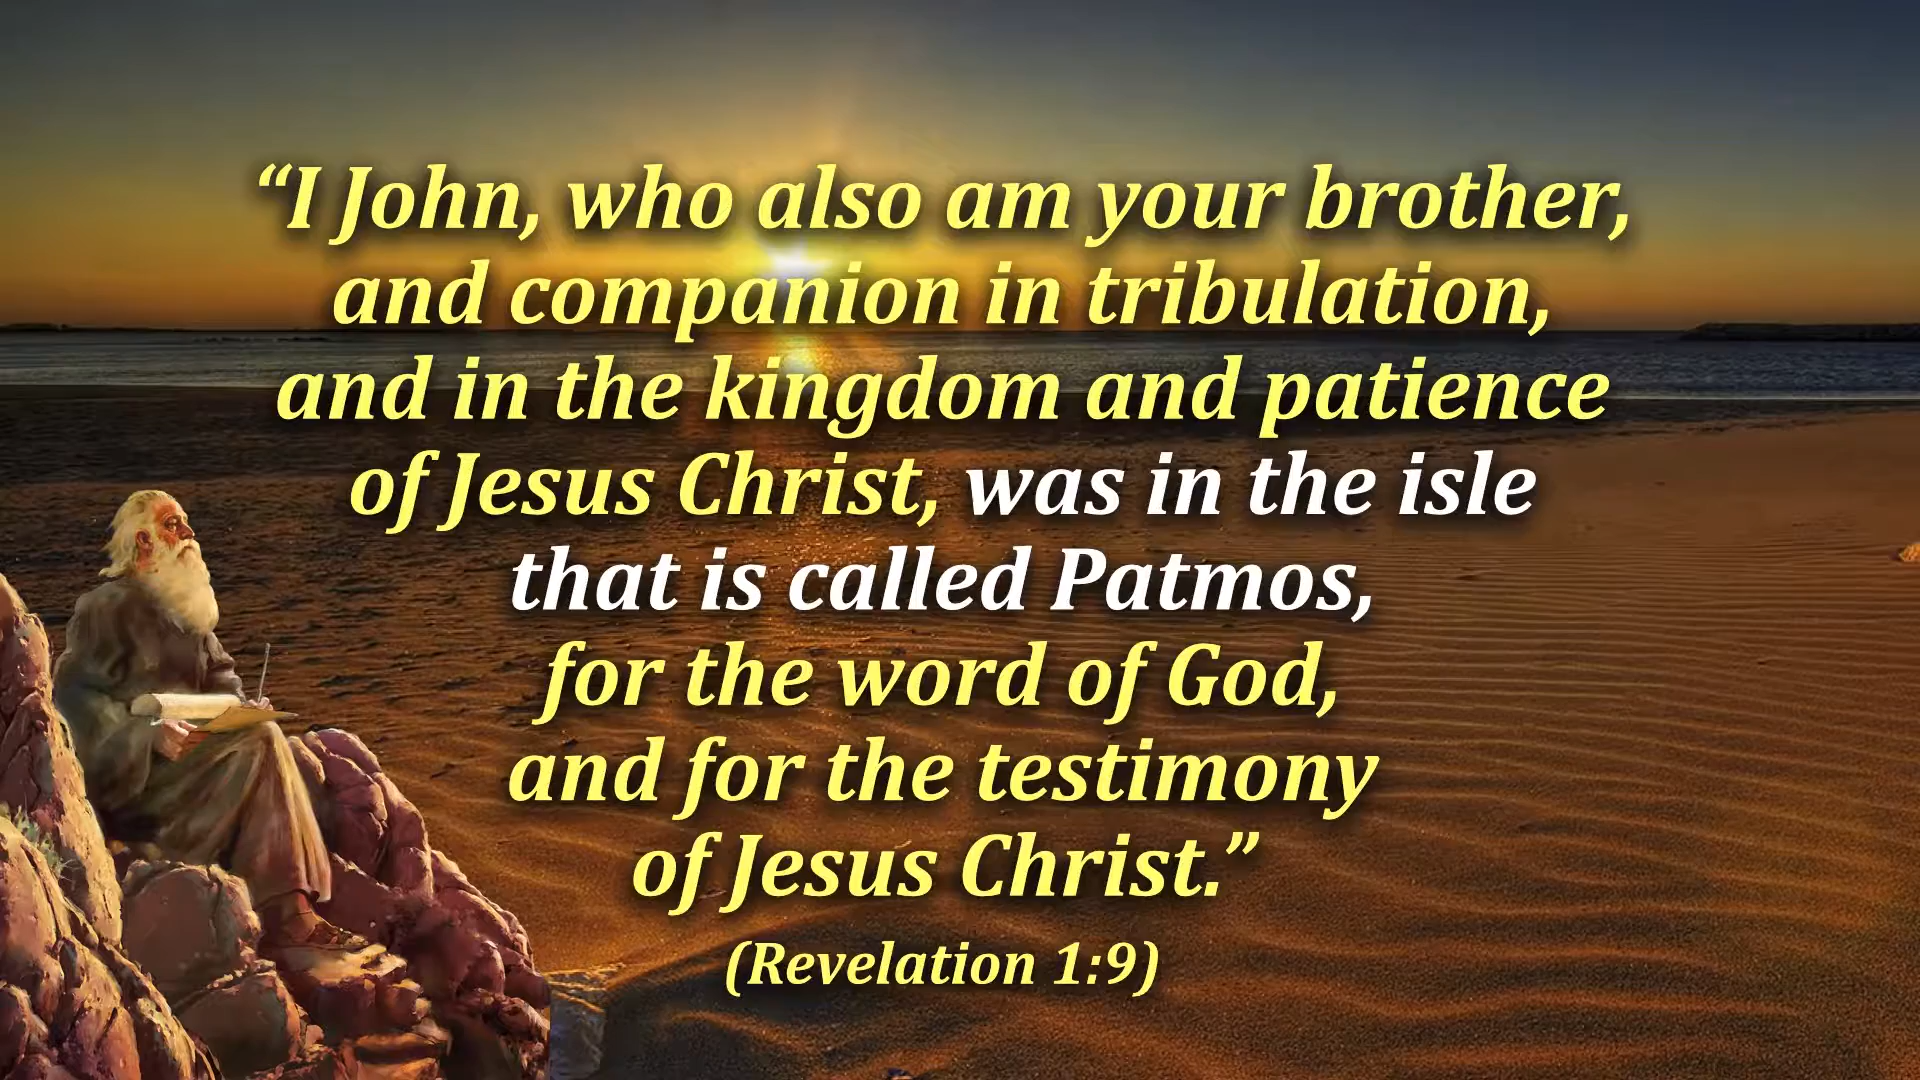 “I John, who also am your brother,
and companion in tribulation,
and in the kingdom and patience
of Jesus Christ, was in the isle
that is called Patmos,
for the word of God,
and for the testimony
of Jesus Christ.”
(Revelation 1:9)